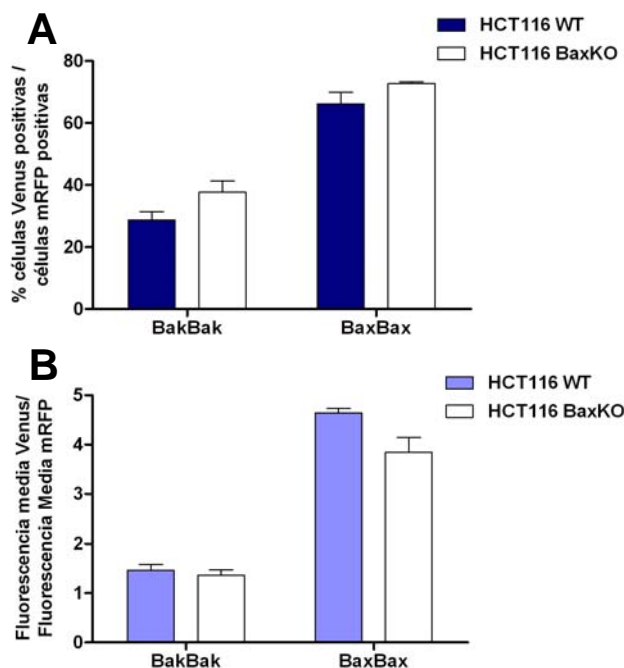 A
HCT116 WT
HCT116 BaxKO
% células Venus positivas /
células mRFP positivas
80
60
40
20
0
BakBak
BaxBax
B
HCT116 WT
HCT116 BaxKO
Fluorescencia media Venus/
Fluorescencia Media mRFP
5
4
3
2
1
0
BakBak
BaxBax